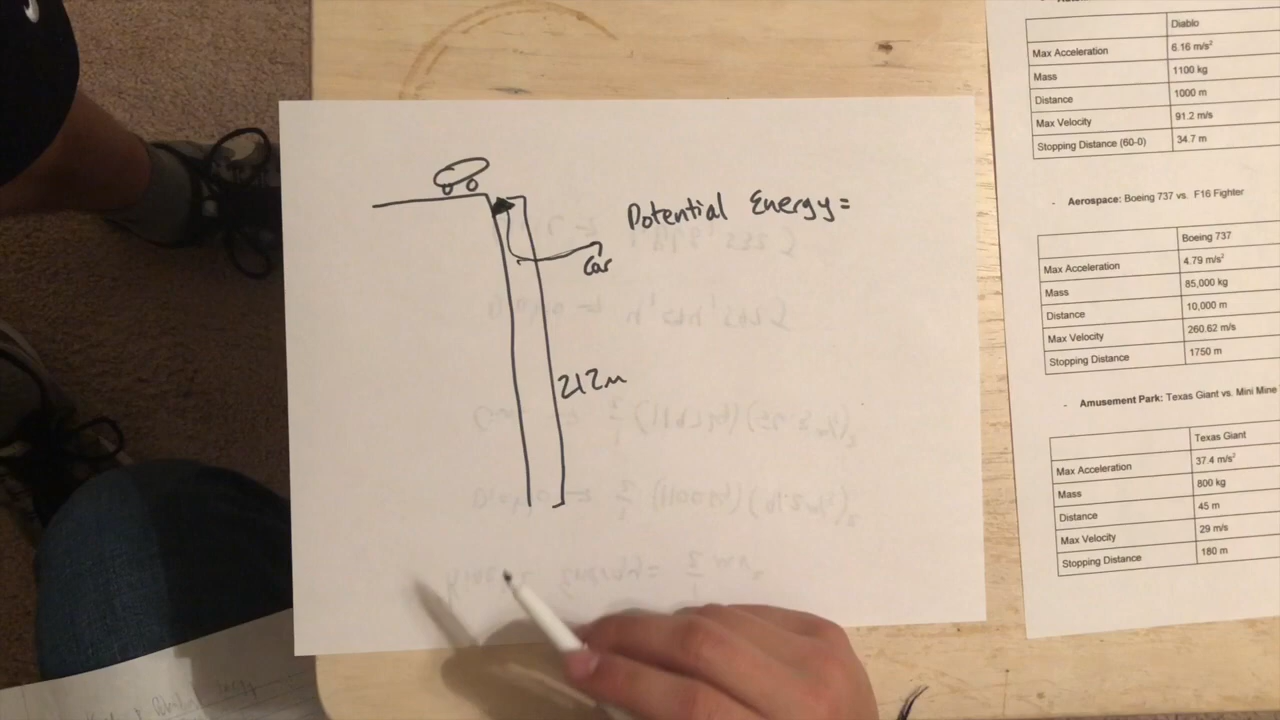 Potential Energy=
Car
212m
Diablo
Max Acceleration 6.16 m/s²
Mass 1100 kg
Distance 1000 m
Max Velocity 91.2 m/s
Stopping Distance (60-0) 34.7 m
- Aerospace: Boeing 737 vs. F16 Fighter
Boeing 737
Max Acceleration 4.79 m/s²
Mass 85,000 kg
Distance 10,000 m
Max Velocity 260.62 m/s
Stopping Distance 1750 m
- Amusement Park: Texas Giant vs. Mini Mine
Texas Giant
Max Acceleration 37.4 m/s²
Mass 800 kg
Distance 45 m
Max Velocity 29 m/s
Stopping Distance 180 m